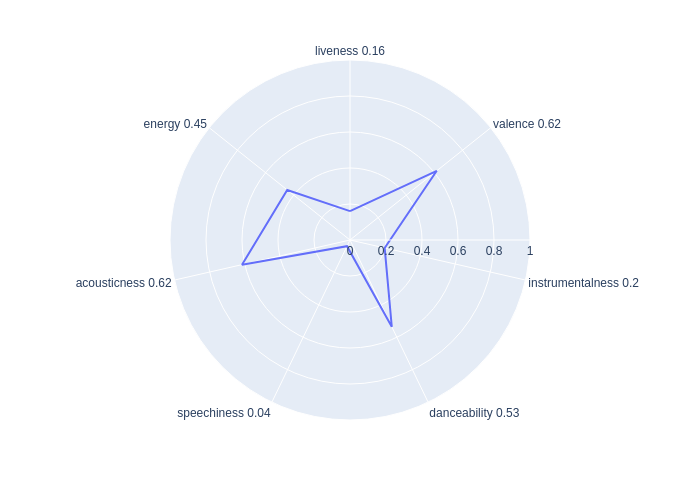 liveness 0.16
energy 0.45
valence 0.62
0 0.2 0.4 0.6 0.8 1
acousticness 0.62
instrumentalness 0.2
speechiness 0.04
danceability 0.53